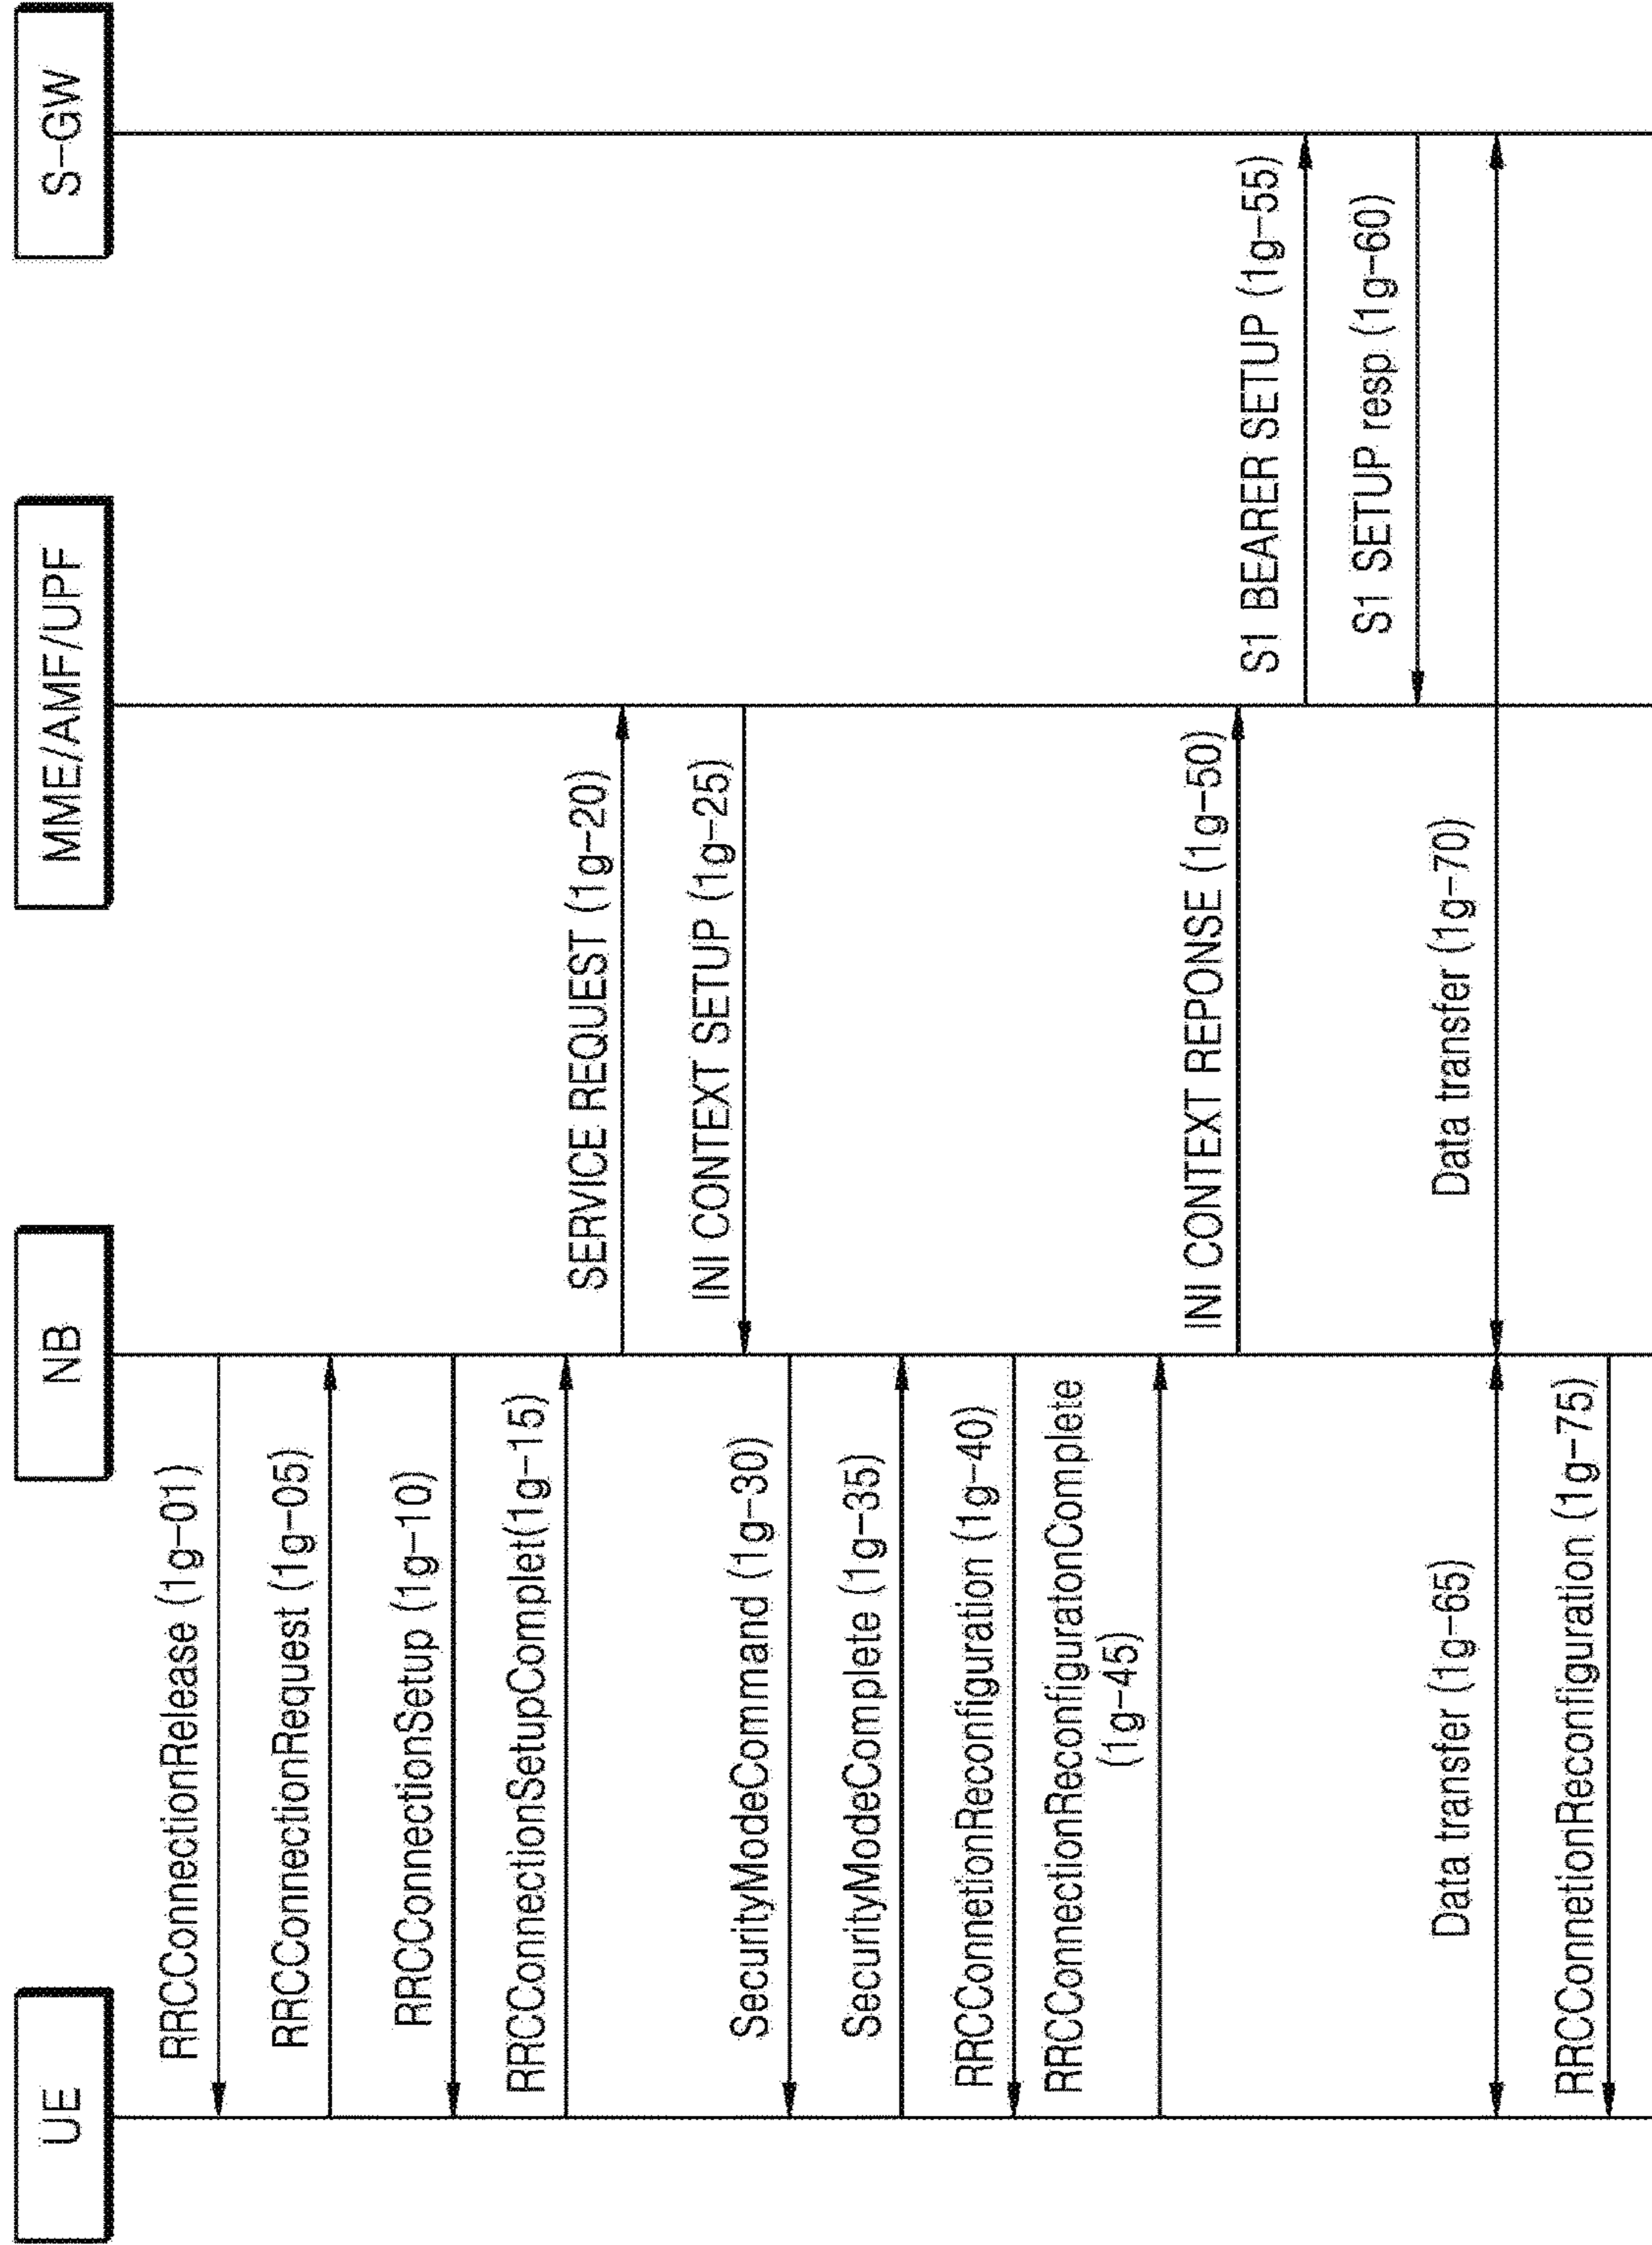 UE
NB
MME/AMF/UPF
S-GW
RRCConnectionRelease (1g-01)
RRCConnectionRequest (1g-05)
RRCConnectionSetup (1g-10)
RRCConnectionSetupComplet(1g-15)
SERVICE REQUEST (1g-20)
INI CONTEXT SETUP (1g-25)
SecurityModeCommand (1g-30)
SecurityModeComplete (1g-35)
RRCConnetionReconfiguration (1g-40)
RRCConnectionReconfiguratonComplete
(1g-45)
INI CONTEXT REPONSE (1g-50)
S1 BEARER SETUP (1g-55)
S1 SETUP resp (1g-60)
Data transfer (1g-65)
Data transfer (1g-70)
RRCConnetionReconfiguration (1g-75)